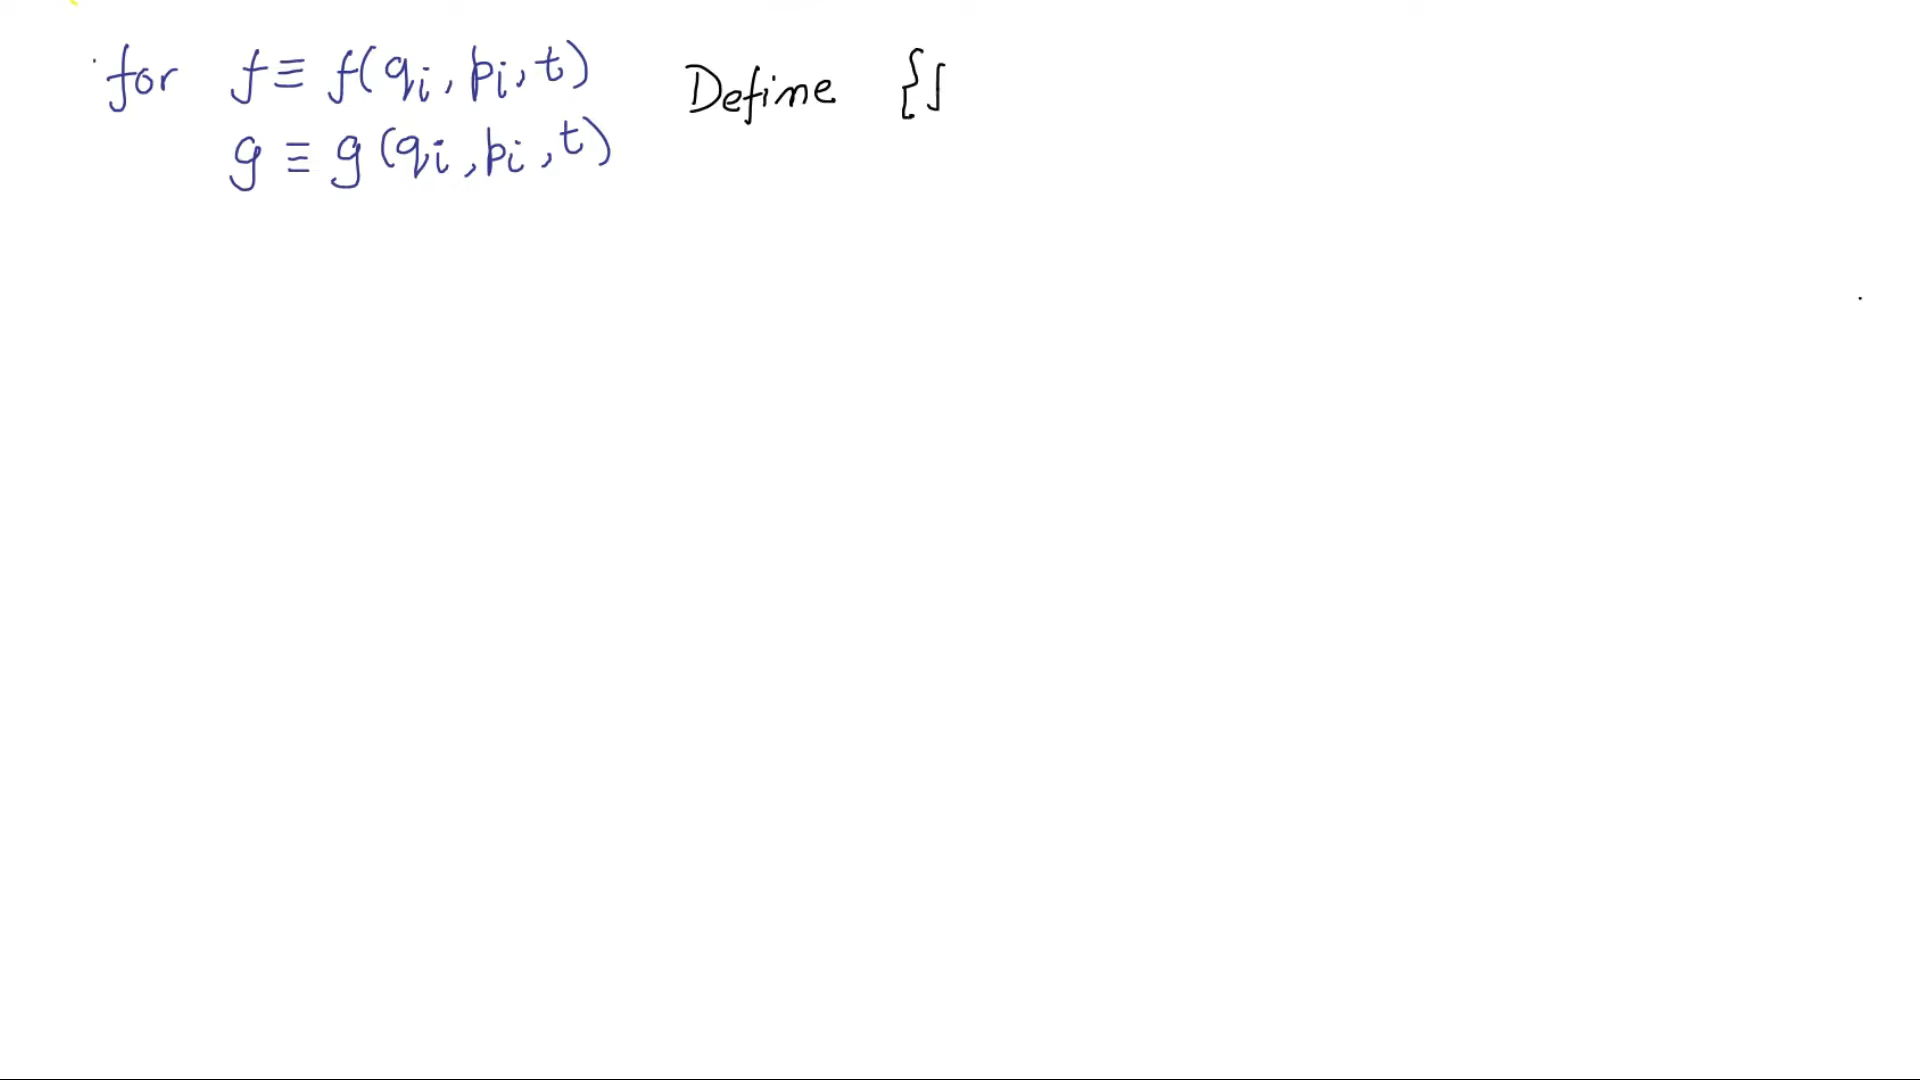 for f ≡ f(qi, pi, t) Define {∫
g ≡ g(qi, pi, t)